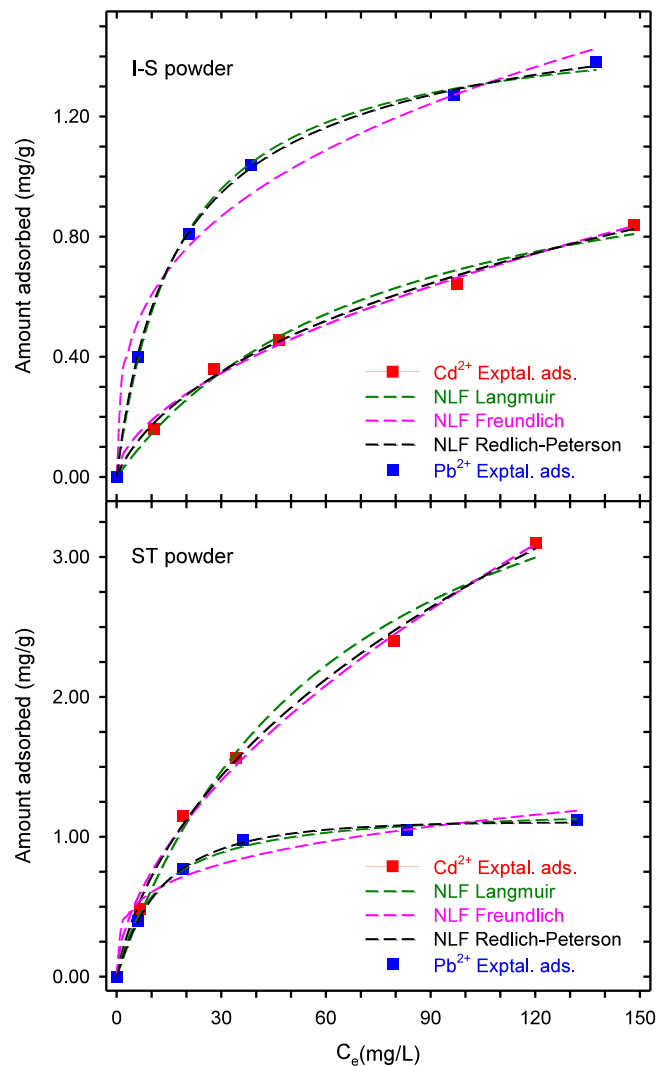 I-S powder
Amount adsorbed (mg/g)
1.20
0.80
0.40
0.00
Cd²⁺ Exptal. ads.
NLF Langmuir
NLF Freundlich
NLF Redlich-Peterson
Pb²⁺ Exptal. ads.
ST powder
Amount adsorbed (mg/g)
3.00
2.00
1.00
0.00
Cd²⁺ Exptal. ads.
NLF Langmuir
NLF Freundlich
NLF Redlich-Peterson
Pb²⁺ Exptal. ads.
0 30 60 90 120 150
Cₑ(mg/L)